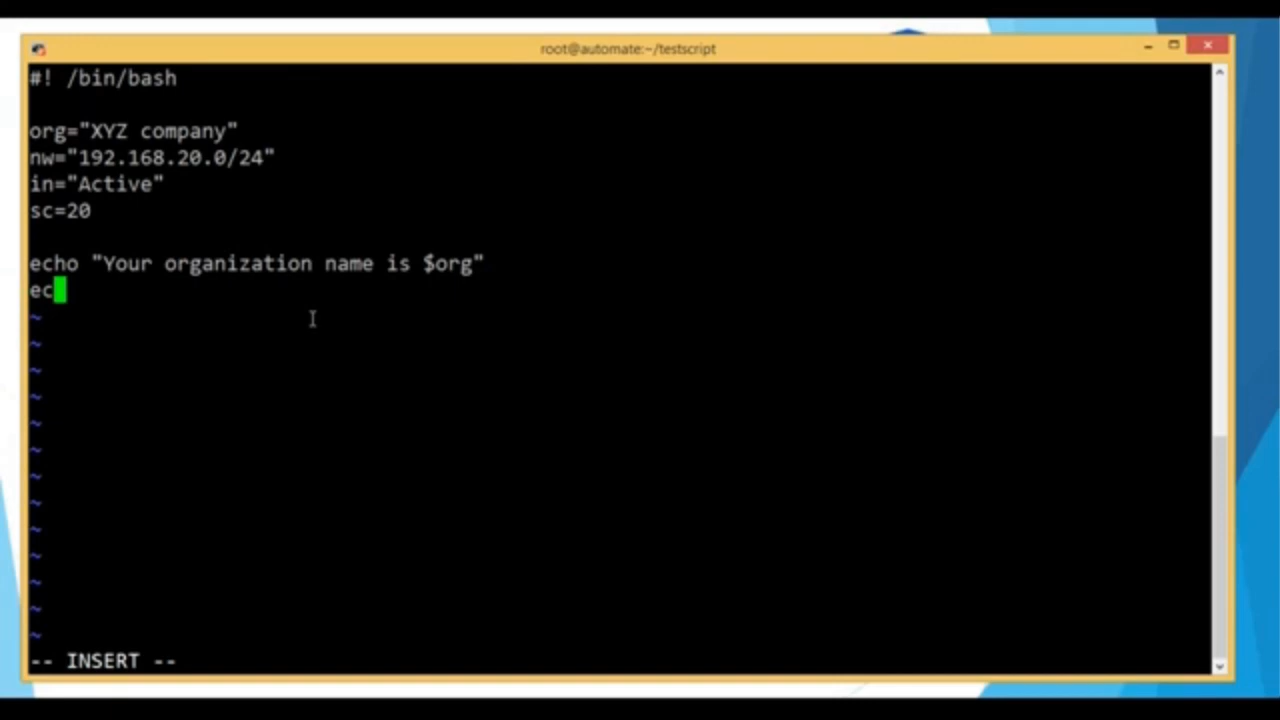 root@automate:~/testscript
#! /bin/bash
org="XYZ company"
nw="192.168.20.0/24"
in="Active"
sc=20
echo "Your organization name is $org"
ec
~
~
~
~
~
~
~
~
~
~
~
~
~
-- INSERT --